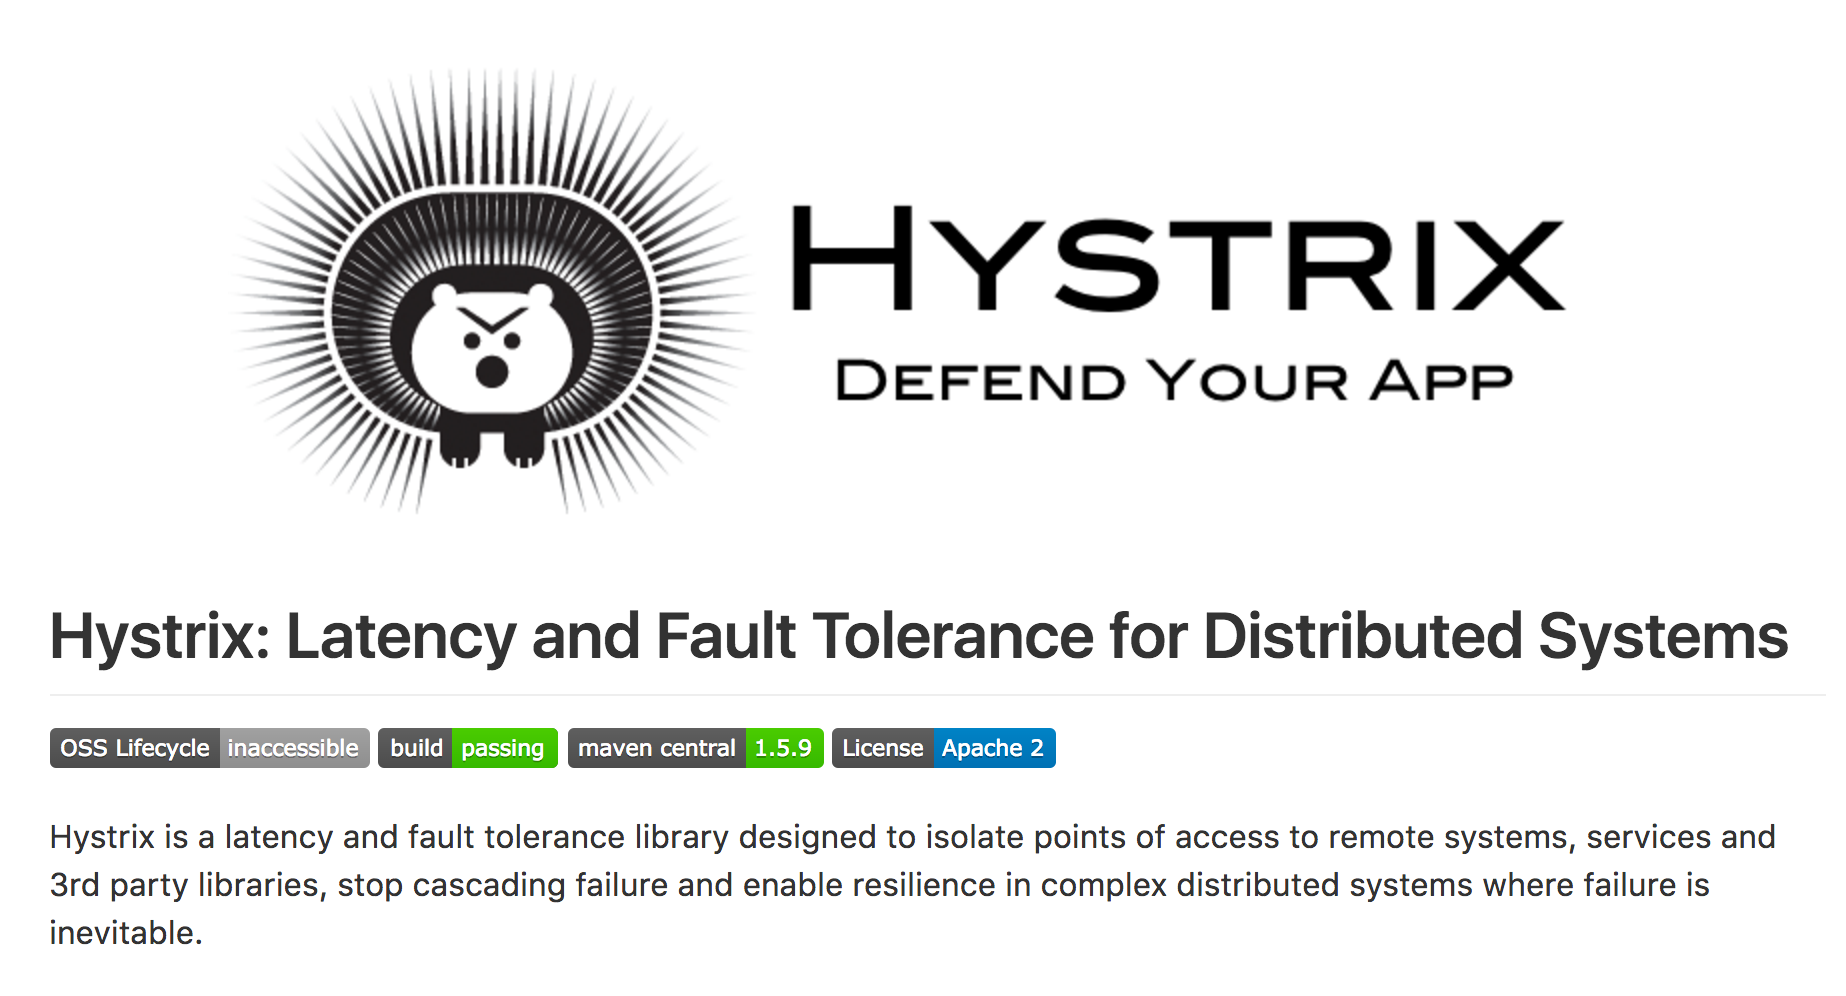 HYSTRIX
DEFEND YOUR APP
Hystrix: Latency and Fault Tolerance for Distributed Systems
OSS Lifecycle inaccessible build passing maven central 1.5.9 License Apache 2
Hystrix is a latency and fault tolerance library designed to isolate points of access to remote systems, services and
3rd party libraries, stop cascading failure and enable resilience in complex distributed systems where failure is
inevitable.